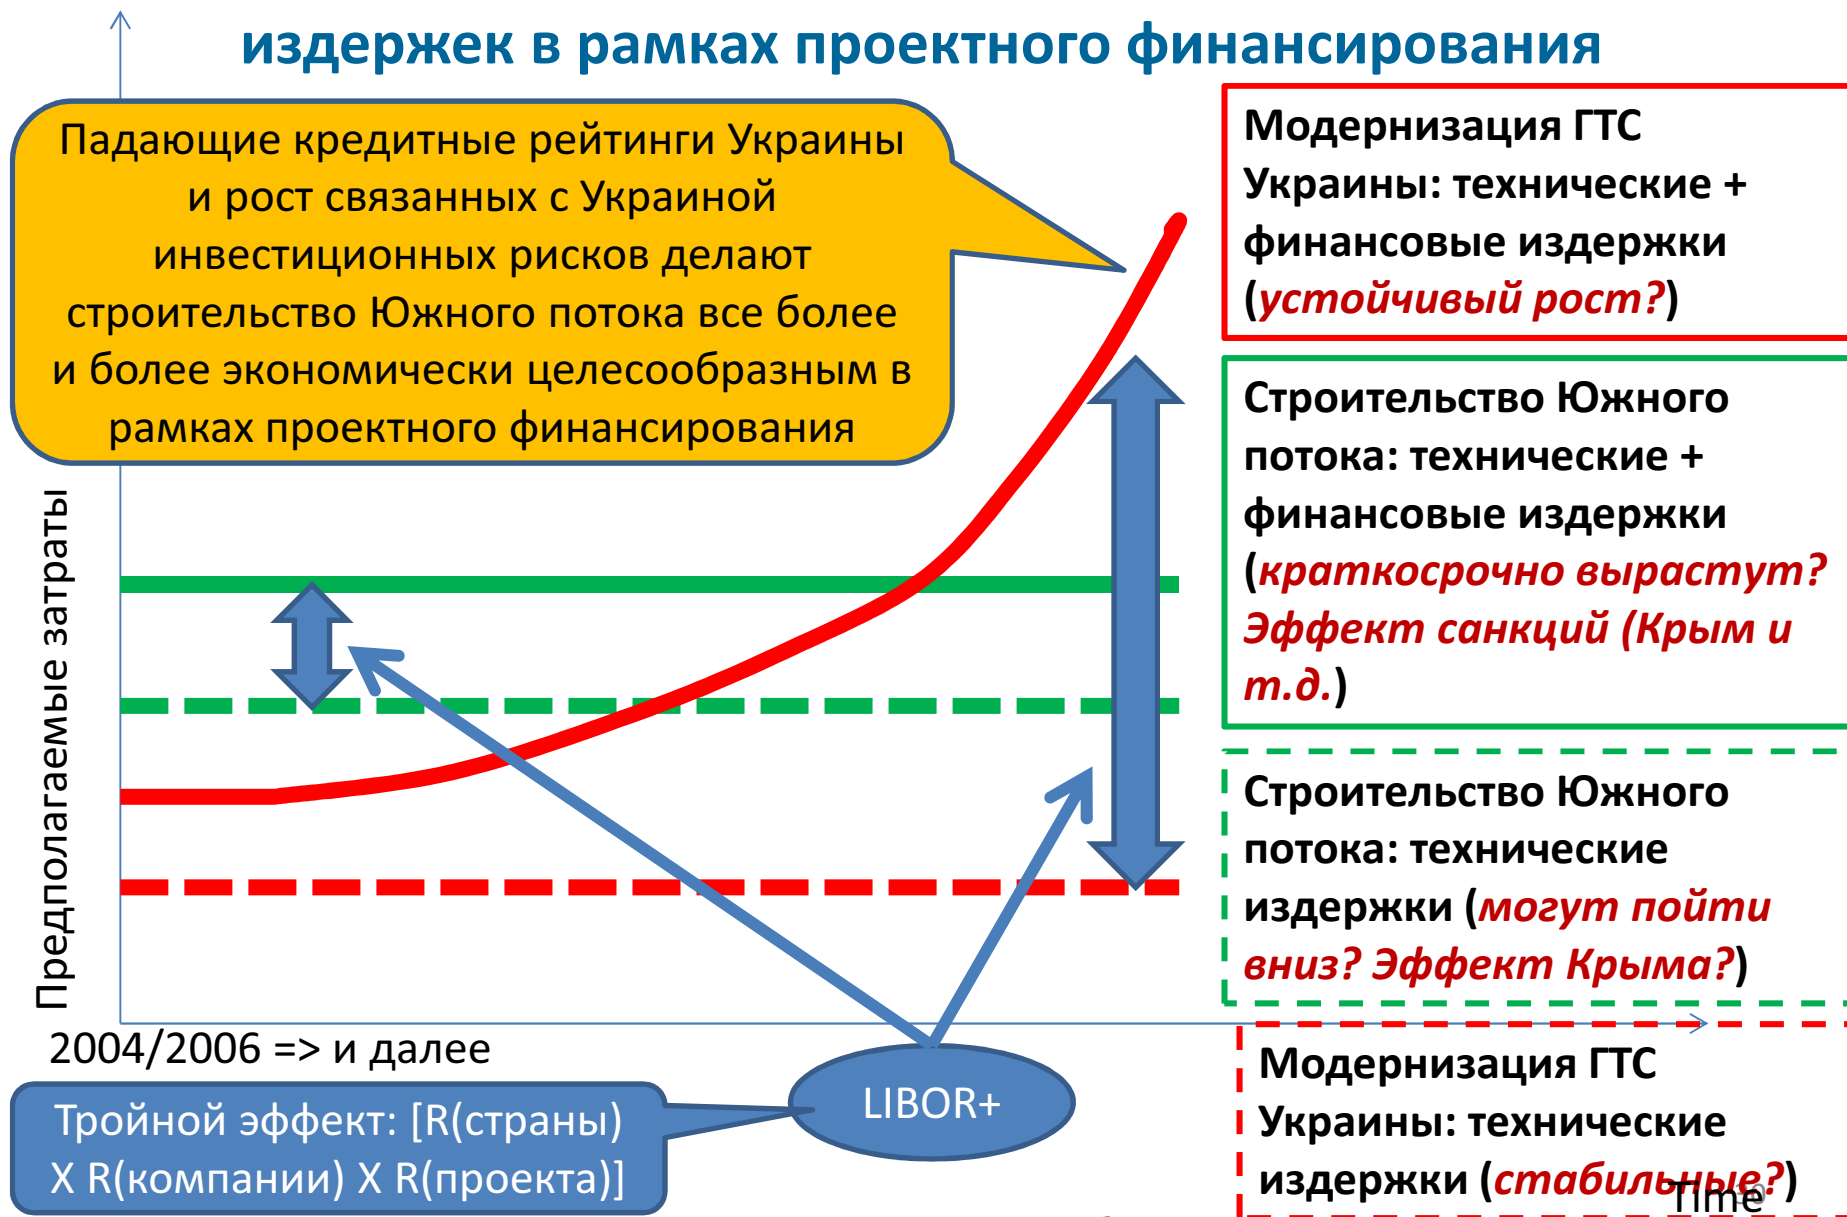 издержек в рамках проектного финансирования
Падающие кредитные рейтинги Украины
и рост связанных с Украиной
инвестиционных рисков делают
строительство Южного потока все более
и более экономически целесообразным в
рамках проектного финансирования
Предполагаемые затраты
Модернизация ГТС
Украины: технические +
финансовые издержки
(устойчивый рост?)
Строительство Южного
потока: технические +
финансовые издержки
(краткосрочно вырастут?
Эффект санкций (Крым и
т.д.)
Строительство Южного
потока: технические
издержки (могут пойти
вниз? Эффект Крыма?)
Модернизация ГТС
Украины: технические
издержки (стабильные?)
2004/2006 => и далее
LIBOR+
Тройной эффект: [R(страны)
X R(компании) X R(проекта)]
Time